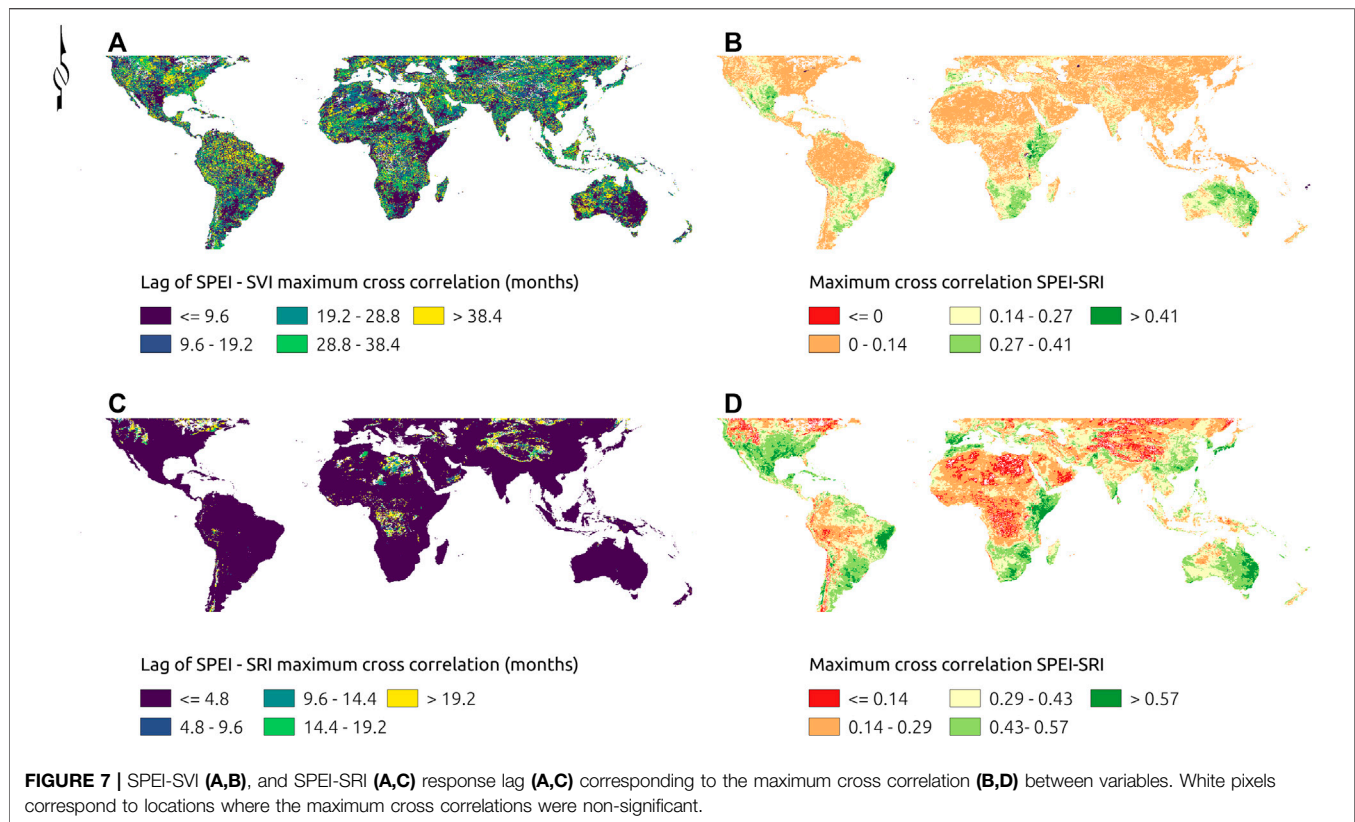 A
B
Lag of SPEI - SVI maximum cross correlation (months)
<= 9.6
19.2 - 28.8
> 38.4
9.6 - 19.2
28.8 - 38.4
Maximum cross correlation SPEI-SRI
<= 0
0.14 - 0.27
> 0.41
0 - 0.14
0.27 - 0.41
C
D
Lag of SPEI - SRI maximum cross correlation (months)
<= 4.8
9.6 - 14.4
> 19.2
4.8 - 9.6
14.4 - 19.2
Maximum cross correlation SPEI-SRI
<= 0.14
0.29 - 0.43
> 0.57
0.14 - 0.29
0.43- 0.57
FIGURE 7 | SPEI-SVI (A,B), and SPEI-SRI (A,C) response lag (A,C) corresponding to the maximum cross correlation (B,D) between variables. White pixels
correspond to locations where the maximum cross correlations were non-significant.